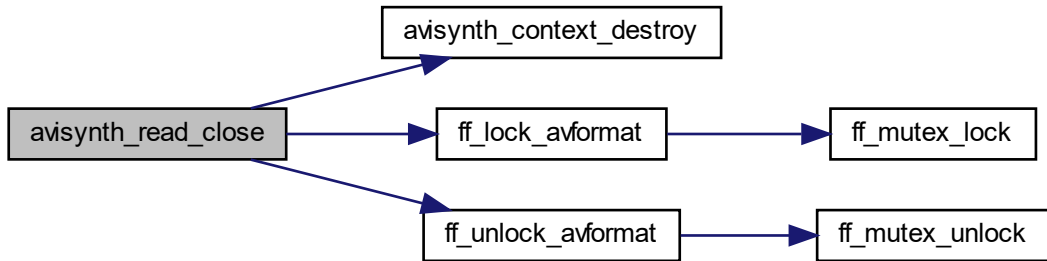 avisynth_context_destroy
avisynth_read_close
ff_lock_avformat
ff_mutex_lock
ff_unlock_avformat
ff_mutex_unlock